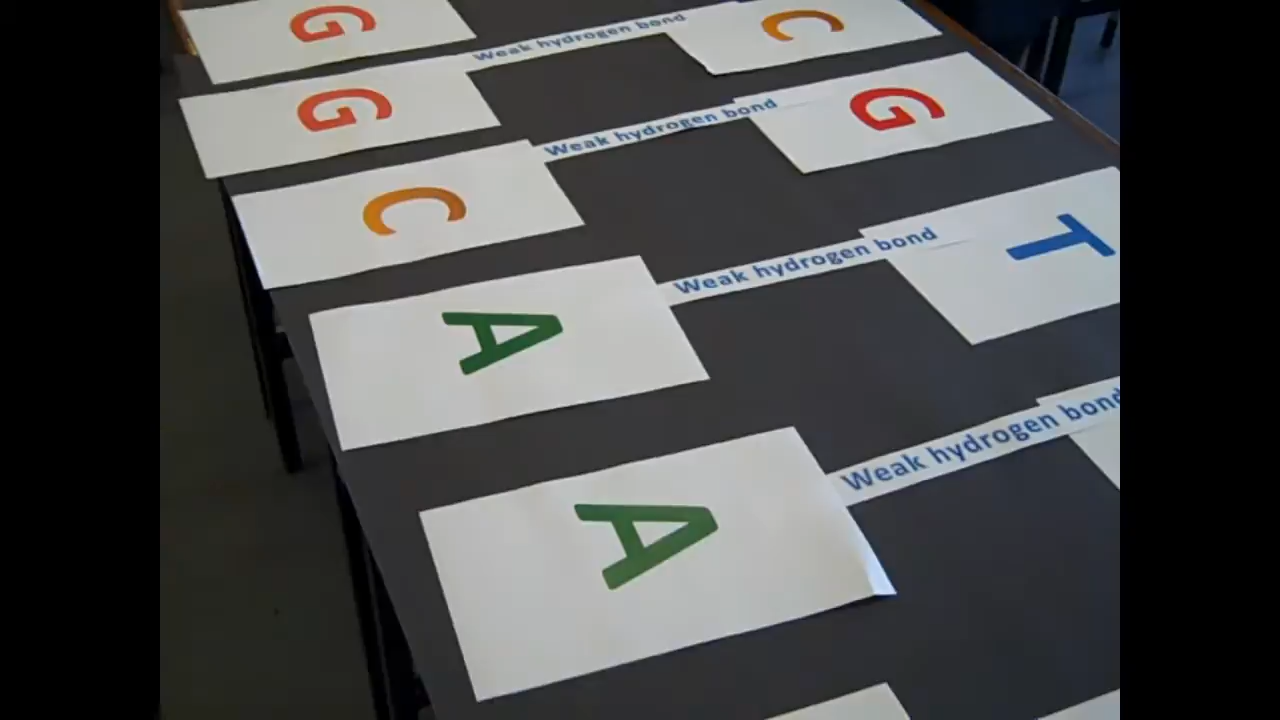 G
G Weak hydrogen bond C
C Weak hydrogen bond G
A Weak hydrogen bond T
A Weak hydrogen bond